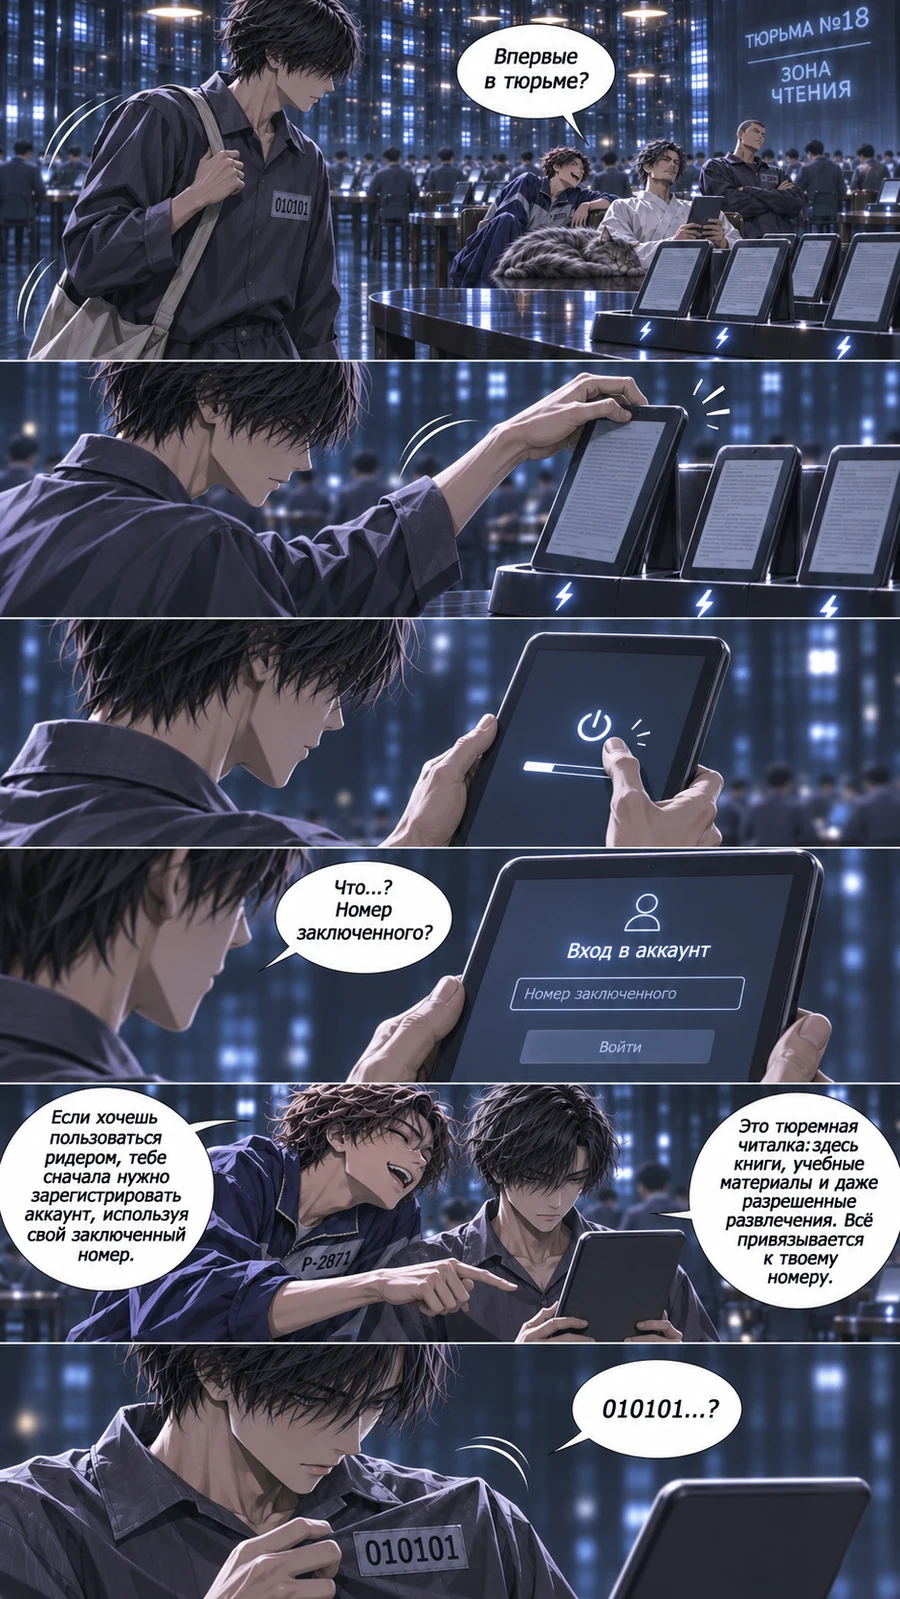 Впервые
в тюрьме?
ТЮРЬМА №18
ЗОНА
ЧТЕНИЯ
010101
Что...?
Номер
заключенного?
Вход в аккаунт
Номер заключенного
Войти
Если хочешь
пользоваться
ридером, тебе
сначала нужно
зарегистрировать
аккаунт, используя
свой заключенный
номер.
P-2871
Это тюремная
читалка: здесь
книги, учебные
материалы и даже
разрешенные
развлечения. Всё
привязывается
к твоему
номеру.
010101...?
010101